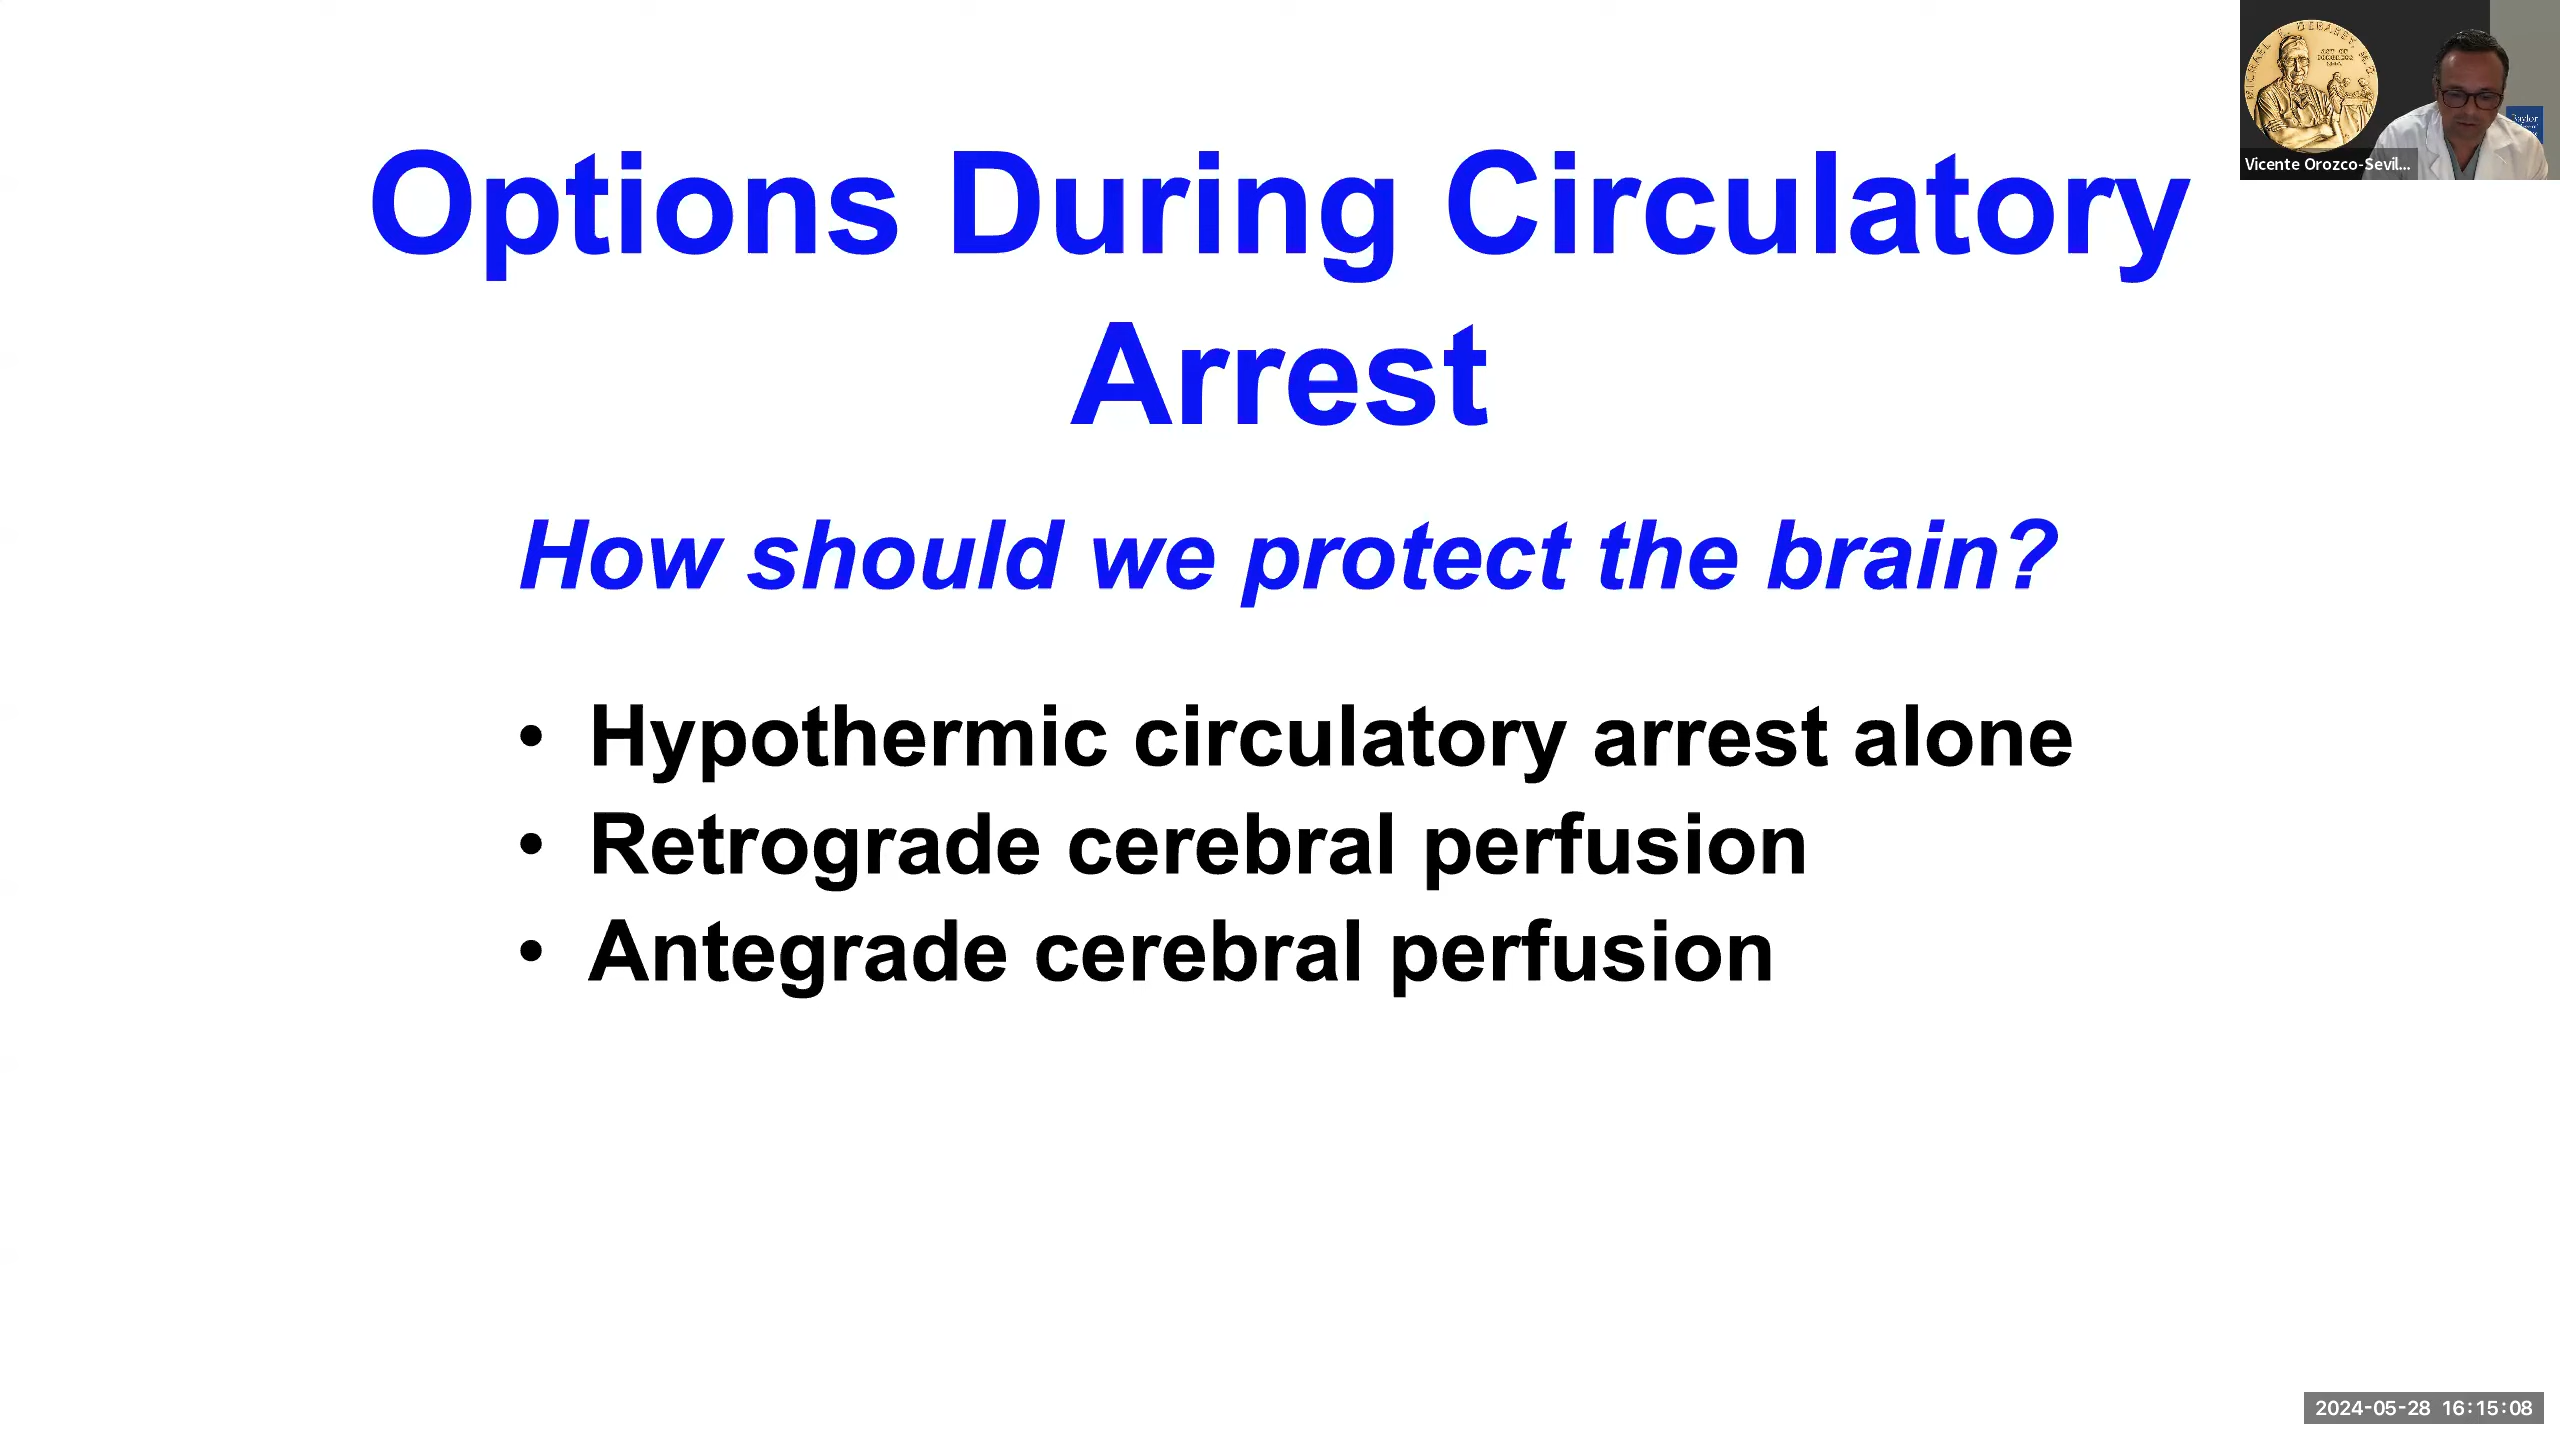 Options During Circulatory
Arrest
How should we protect the brain?
• Hypothermic circulatory arrest alone
• Retrograde cerebral perfusion
• Antegrade cerebral perfusion
Vicente Orozco-Sevil...
Baylor
2024-05-28 16:15:08